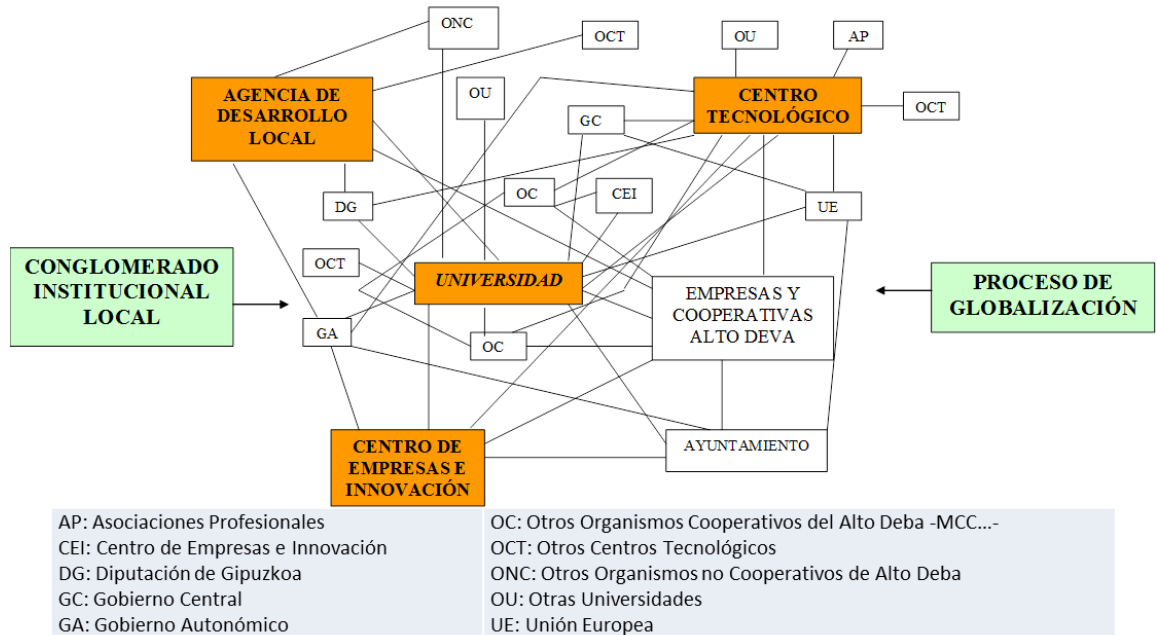 ONC
OCT
OU
AP
AGENCIA DE
DESARROLLO
LOCAL
OU
CENTRO
TECNOLÓGICO
OCT
GC
DG
OC
CEI
UE
CONGLOMERADO
INSTITUCIONAL
LOCAL
OCT
UNIVERSIDAD
EMPRESAS Y
COOPERATIVAS
ALTO DEVA
PROCESO DE
GLOBALIZACIÓN
GA
OC
CENTRO DE
EMPRESAS E
INNOVACIÓN
AYUNTAMIENTO
AP: Asociaciones Profesionales
CEI: Centro de Empresas e Innovación
DG: Diputación de Gipuzkoa
GC: Gobierno Central
GA: Gobierno Autonómico
OC: Otros Organismos Cooperativos del Alto Deba -MCC...-
OCT: Otros Centros Tecnológicos
ONC: Otros Organismos no Cooperativos de Alto Deba
OU: Otras Universidades
UE: Unión Europea